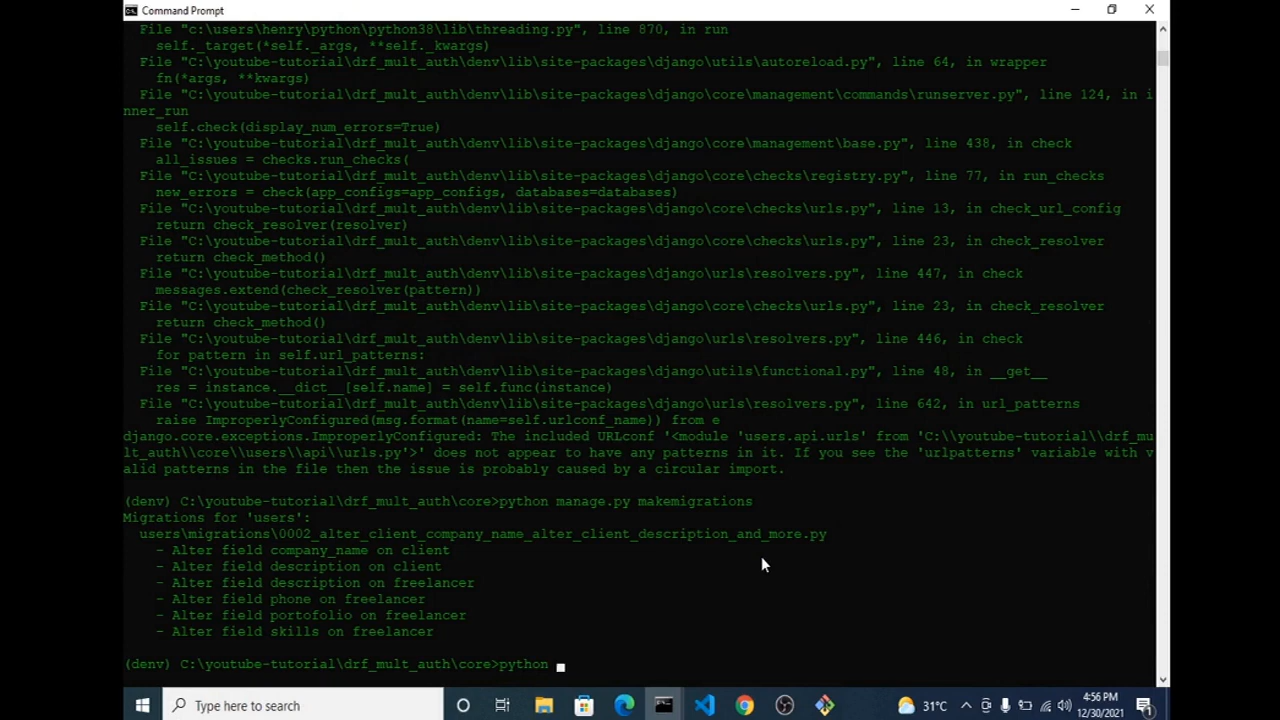 Command Prompt
File "c:\users\henry\python\python38\lib\threading.py", line 870, in run
self._target(*self._args, **self._kwargs)
File "C:\youtube-tutorial\drf_mult_auth\denv\lib\site-packages\django\utils\autoreload.py", line 64, in wrapper
fn(*args, **kwargs)
File "C:\youtube-tutorial\drf_mult_auth\denv\lib\site-packages\django\core\management\commands\runserver.py", line 124, in i
nner_run
self.check(display_num_errors=True)
File "C:\youtube-tutorial\drf_mult_auth\denv\lib\site-packages\django\core\management\base.py", line 438, in check
all_issues = checks.run_checks(
File "C:\youtube-tutorial\drf_mult_auth\denv\lib\site-packages\django\core\checks\registry.py", line 77, in run_checks
new_errors = check(app_configs=app_configs, databases=databases)
File "C:\youtube-tutorial\drf_mult_auth\denv\lib\site-packages\django\core\checks\urls.py", line 13, in check_url_config
return check_resolver(resolver)
File "C:\youtube-tutorial\drf_mult_auth\denv\lib\site-packages\django\core\checks\urls.py", line 23, in check_resolver
return check_method()
File "C:\youtube-tutorial\drf_mult_auth\denv\lib\site-packages\django\urls\resolvers.py", line 447, in check
messages.extend(check_resolver(pattern))
File "C:\youtube-tutorial\drf_mult_auth\denv\lib\site-packages\django\core\checks\urls.py", line 23, in check_resolver
return check_method()
File "C:\youtube-tutorial\drf_mult_auth\denv\lib\site-packages\django\urls\resolvers.py", line 446, in check
for pattern in self.url_patterns:
File "C:\youtube-tutorial\drf_mult_auth\denv\lib\site-packages\django\utils\functional.py", line 48, in __get__
res = instance.__dict__[self.name] = self.func(instance)
File "C:\youtube-tutorial\drf_mult_auth\denv\lib\site-packages\django\urls\resolvers.py", line 642, in url_patterns
raise ImproperlyConfigured(msg.format(name=self.urlconf_name)) from e
django.core.exceptions.ImproperlyConfigured: The included URLconf '<module 'users.api.urls' from 'C:\\youtube-tutorial\\drf_mu
lt_auth\\core\\users\\api\\urls.py'>' does not appear to have any patterns in it. If you see the 'urlpatterns' variable with v
alid patterns in the file then the issue is probably caused by a circular import.
(denv) C:\youtube-tutorial\drf_mult_auth\core>python manage.py makemigrations
Migrations for 'users':
users\migrations\0002_alter_client_company_name_alter_client_description_and_more.py
- Alter field company_name on client
- Alter field description on client
- Alter field description on freelancer
- Alter field phone on freelancer
- Alter field portofolio on freelancer
- Alter field skills on freelancer
(denv) C:\youtube-tutorial\drf_mult_auth\core>python
Type here to search
31°C
4:56 PM
12/30/2021
1